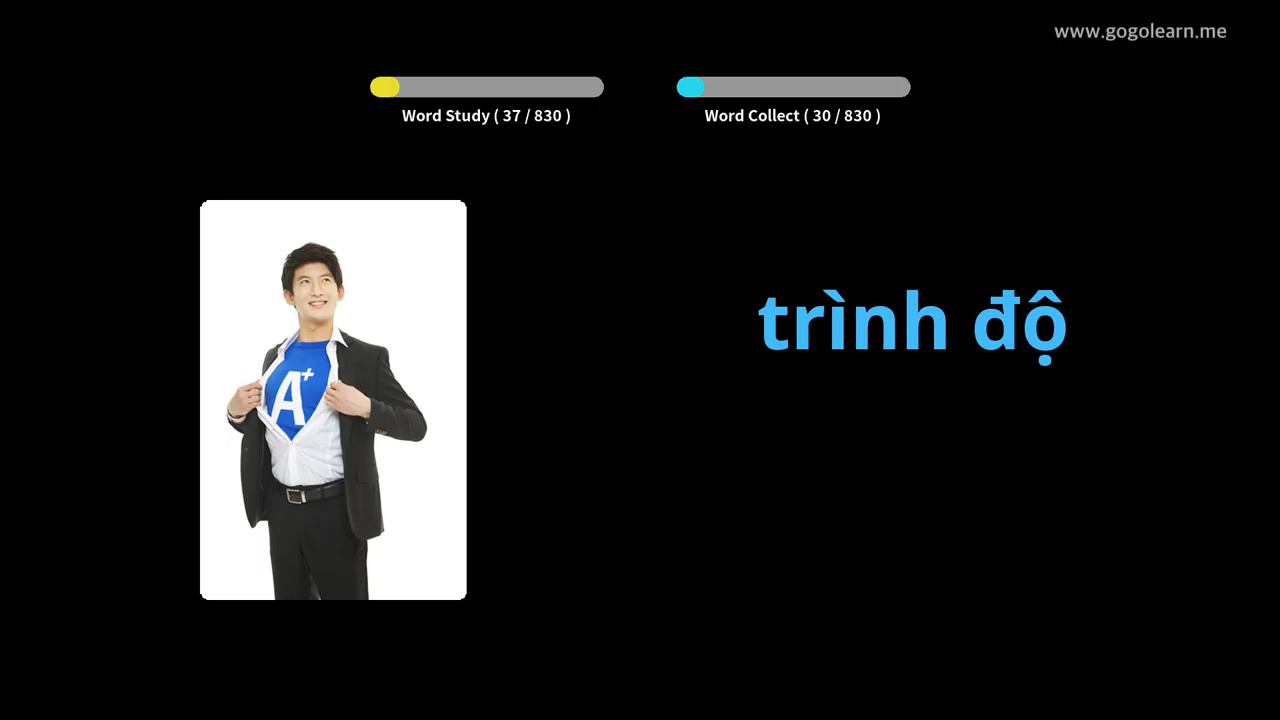 www.gogolearn.me
Word Study ( 37 / 830 )
Word Collect ( 30 / 830 )
trình độ
A+